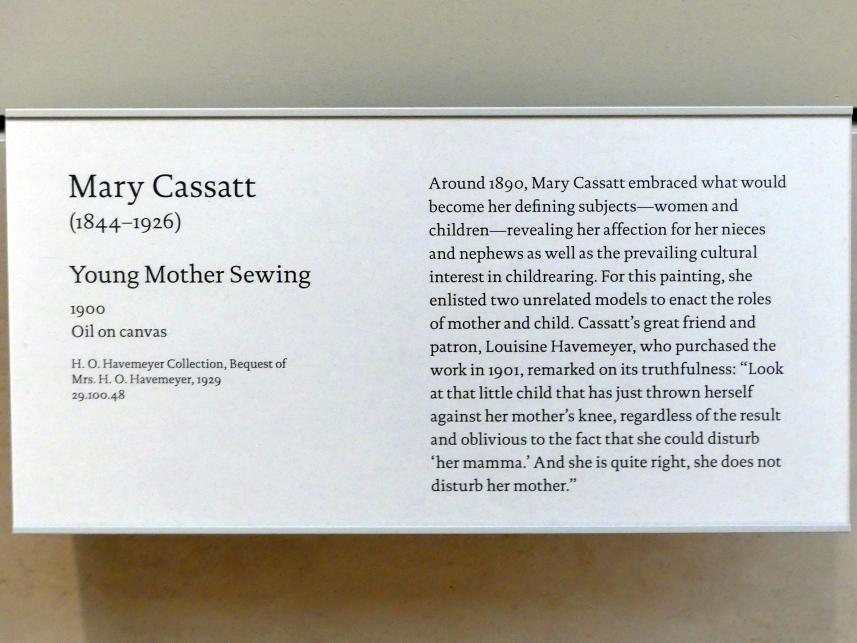 Mary Cassatt
(1844–1926)
Young Mother Sewing
1900
Oil on canvas
H. O. Havemeyer Collection, Bequest of
Mrs. H. O. Havemeyer, 1929
29.100.48
Around 1890, Mary Cassatt embraced what would
become her defining subjects—women and
children—revealing her affection for her nieces
and nephews as well as the prevailing cultural
interest in childrearing. For this painting, she
enlisted two unrelated models to enact the roles
of mother and child. Cassatt’s great friend and
patron, Louisine Havemeyer, who purchased the
work in 1901, remarked on its truthfulness: “Look
at that little child that has just thrown herself
against her mother’s knee, regardless of the result
and oblivious to the fact that she could disturb
‘her mamma.’ And she is quite right, she does not
disturb her mother.”